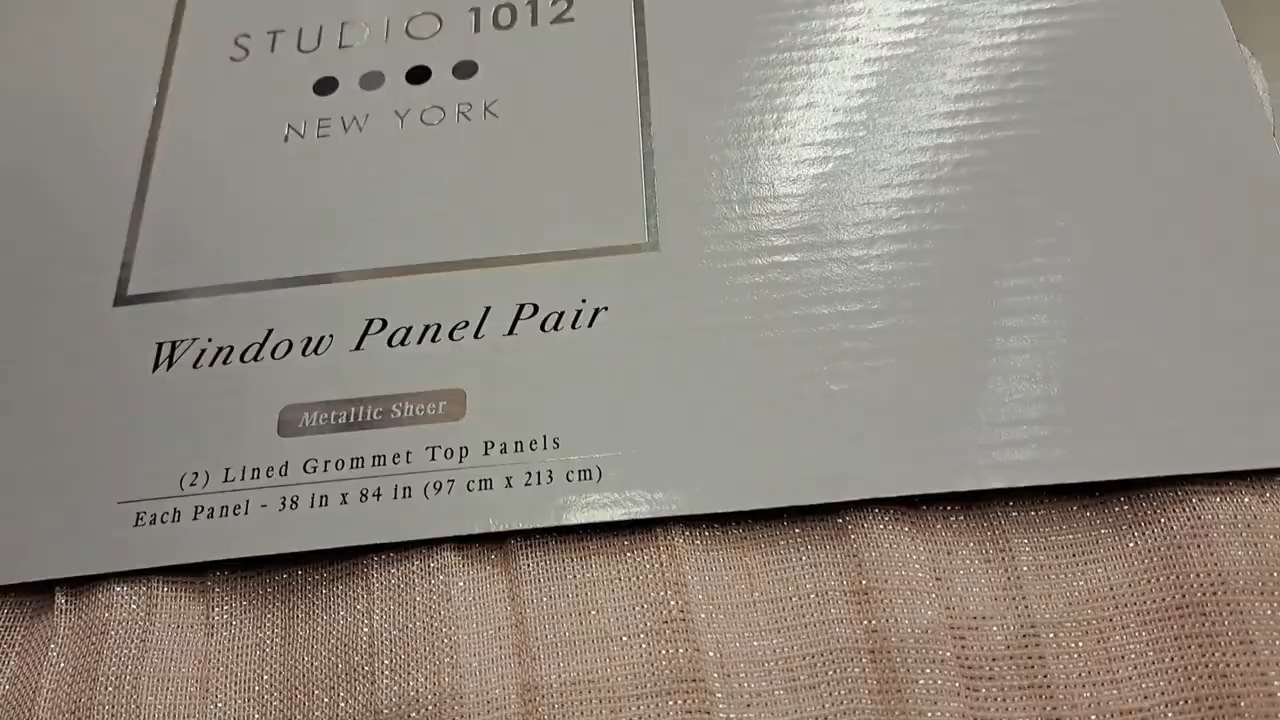 STUDIO 1012
NEW YORK
Window Panel Pair
Metallic Sheer
(2) Lined Grommet Top Panels
Each Panel - 38 in x 84 in (97 cm x 213 cm)